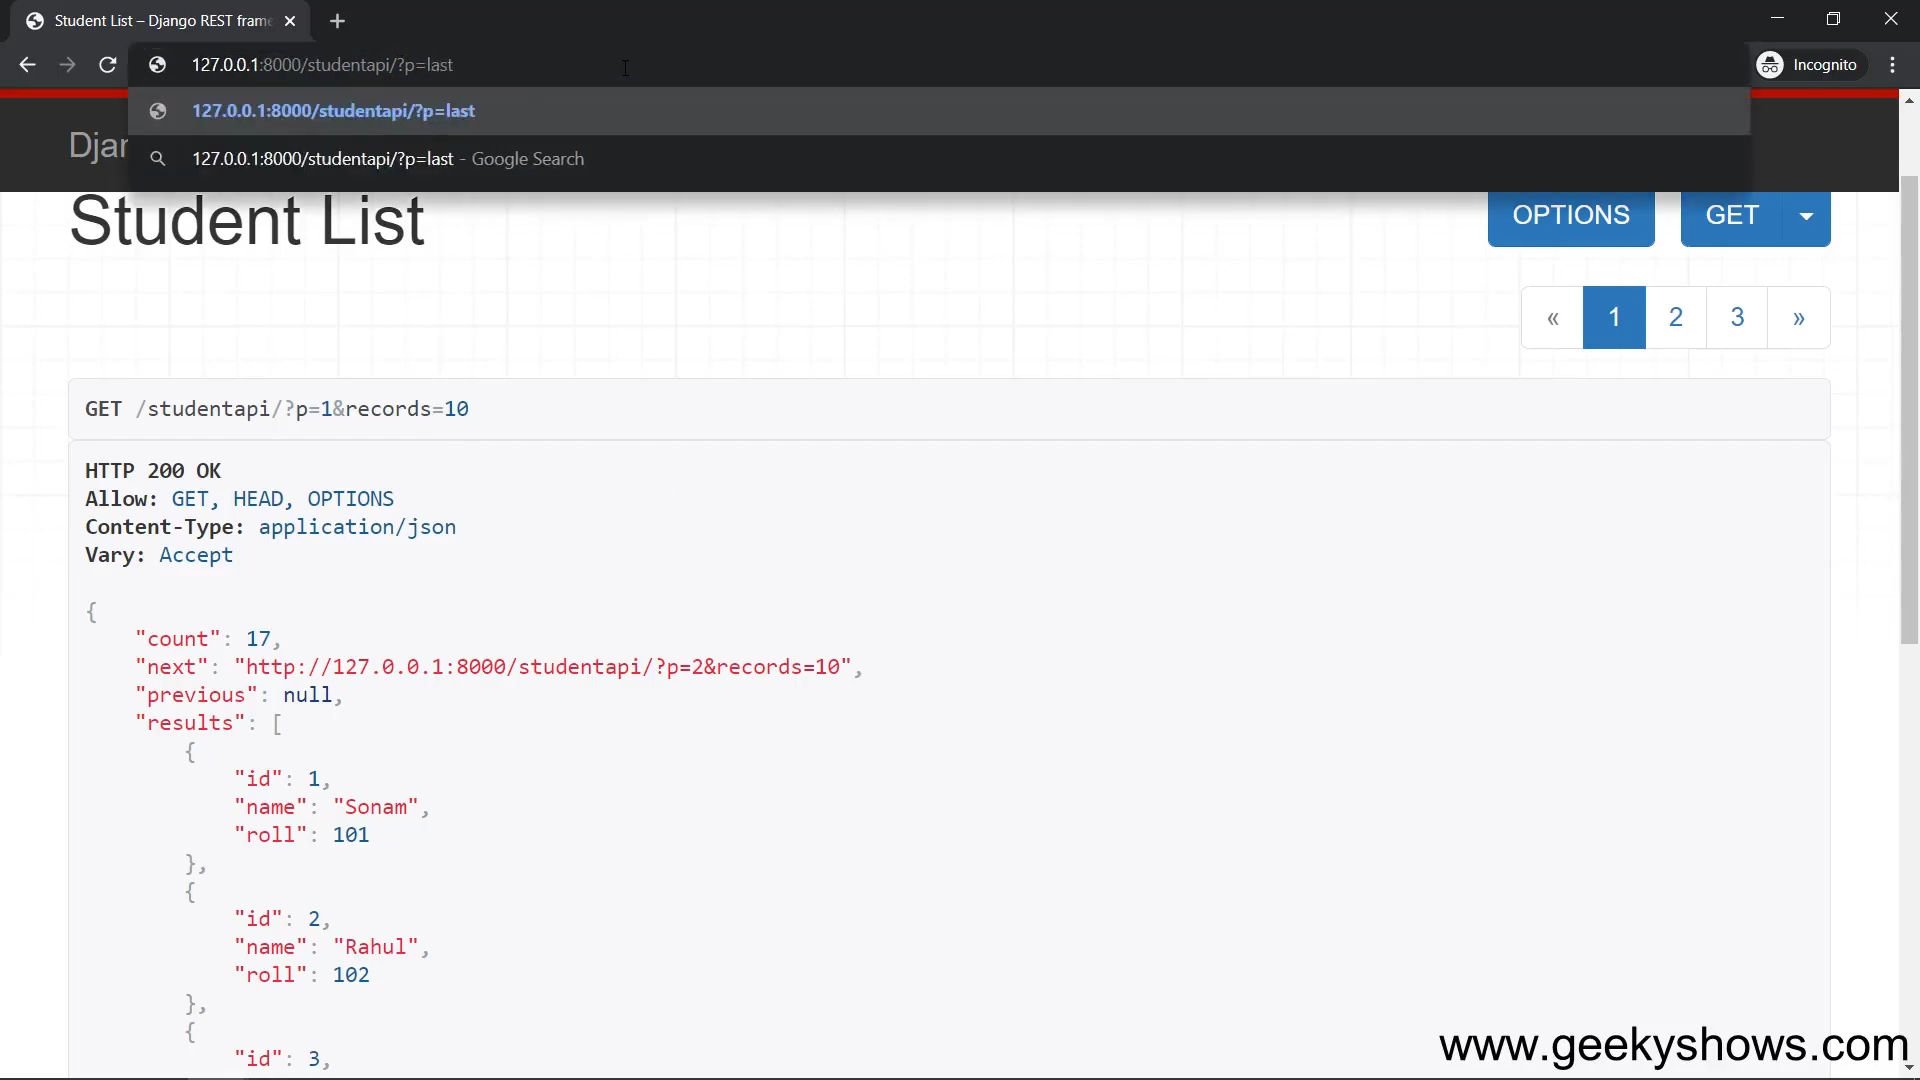 Student List – Django REST frame
127.0.0.1:8000/studentapi/?p=last
Incognito
127.0.0.1:8000/studentapi/?p=last
127.0.0.1:8000/studentapi/?p=last - Google Search
Djan
Student List
OPTIONS
GET
« 1 2 3 »
GET /studentapi/?p=1&records=10
HTTP 200 OK
Allow: GET, HEAD, OPTIONS
Content-Type: application/json
Vary: Accept
{
"count": 17,
"next": "http://127.0.0.1:8000/studentapi/?p=2&records=10",
"previous": null,
"results": [
{
"id": 1,
"name": "Sonam",
"roll": 101
},
{
"id": 2,
"name": "Rahul",
"roll": 102
},
{
"id": 3,
www.geekyshows.com